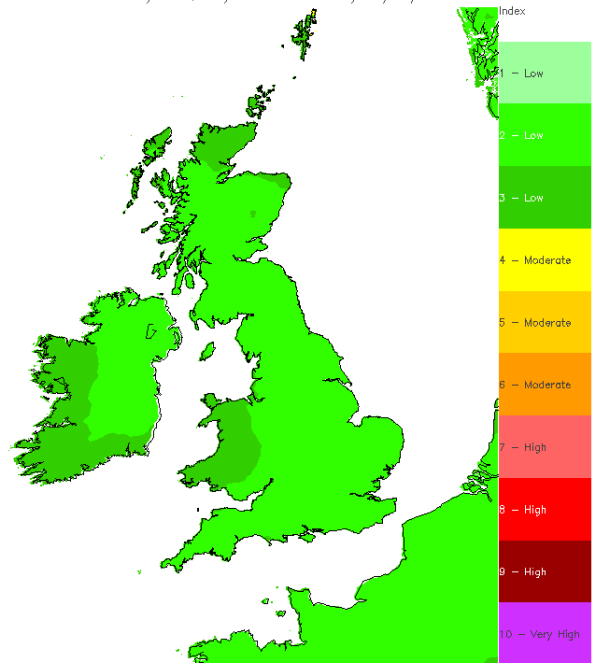 Index
1 – Low
2 – Low
3 – Low
4 – Moderate
5 – Moderate
6 – Moderate
7 – High
8 – High
9 – High
10 – Very High